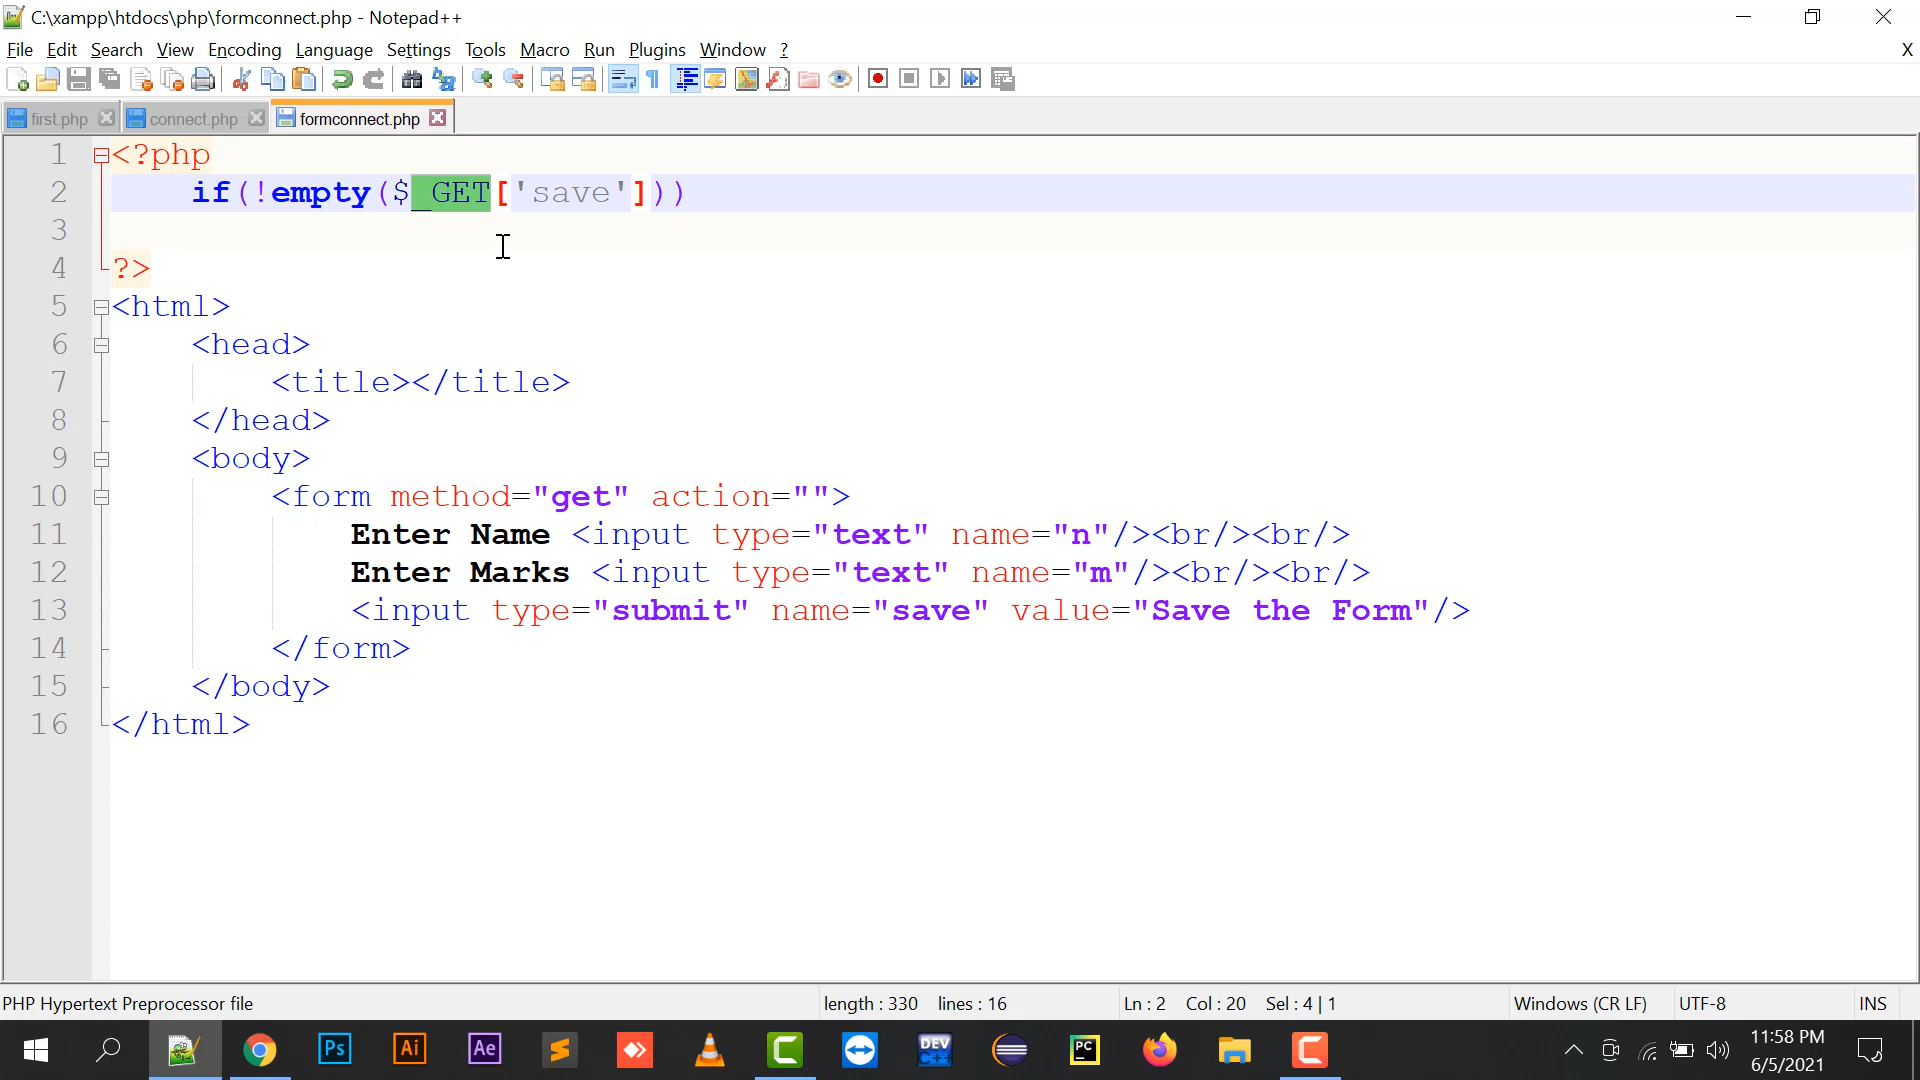 C:\xampp\htdocs\php\formconnect.php - Notepad++
File Edit Search View Encoding Language Settings Tools Macro Run Plugins Window ? X
first.php connect.php formconnect.php
1 <?php
2 if(!empty($_GET['save']))
3
4 ?>
5 <html>
6 <head>
7 <title></title>
8 </head>
9 <body>
10 <form method="get" action="">
11 Enter Name <input type="text" name="n"/><br/><br/>
12 Enter Marks <input type="text" name="m"/><br/><br/>
13 <input type="submit" name="save" value="Save the Form"/>
14 </form>
15 </body>
16 </html>
PHP Hypertext Preprocessor file length : 330 lines : 16 Ln : 2 Col : 20 Sel : 4 | 1 Windows (CR LF) UTF-8 INS
Ps Ai Ae DEV C++ PC
11:58 PM
6/5/2021